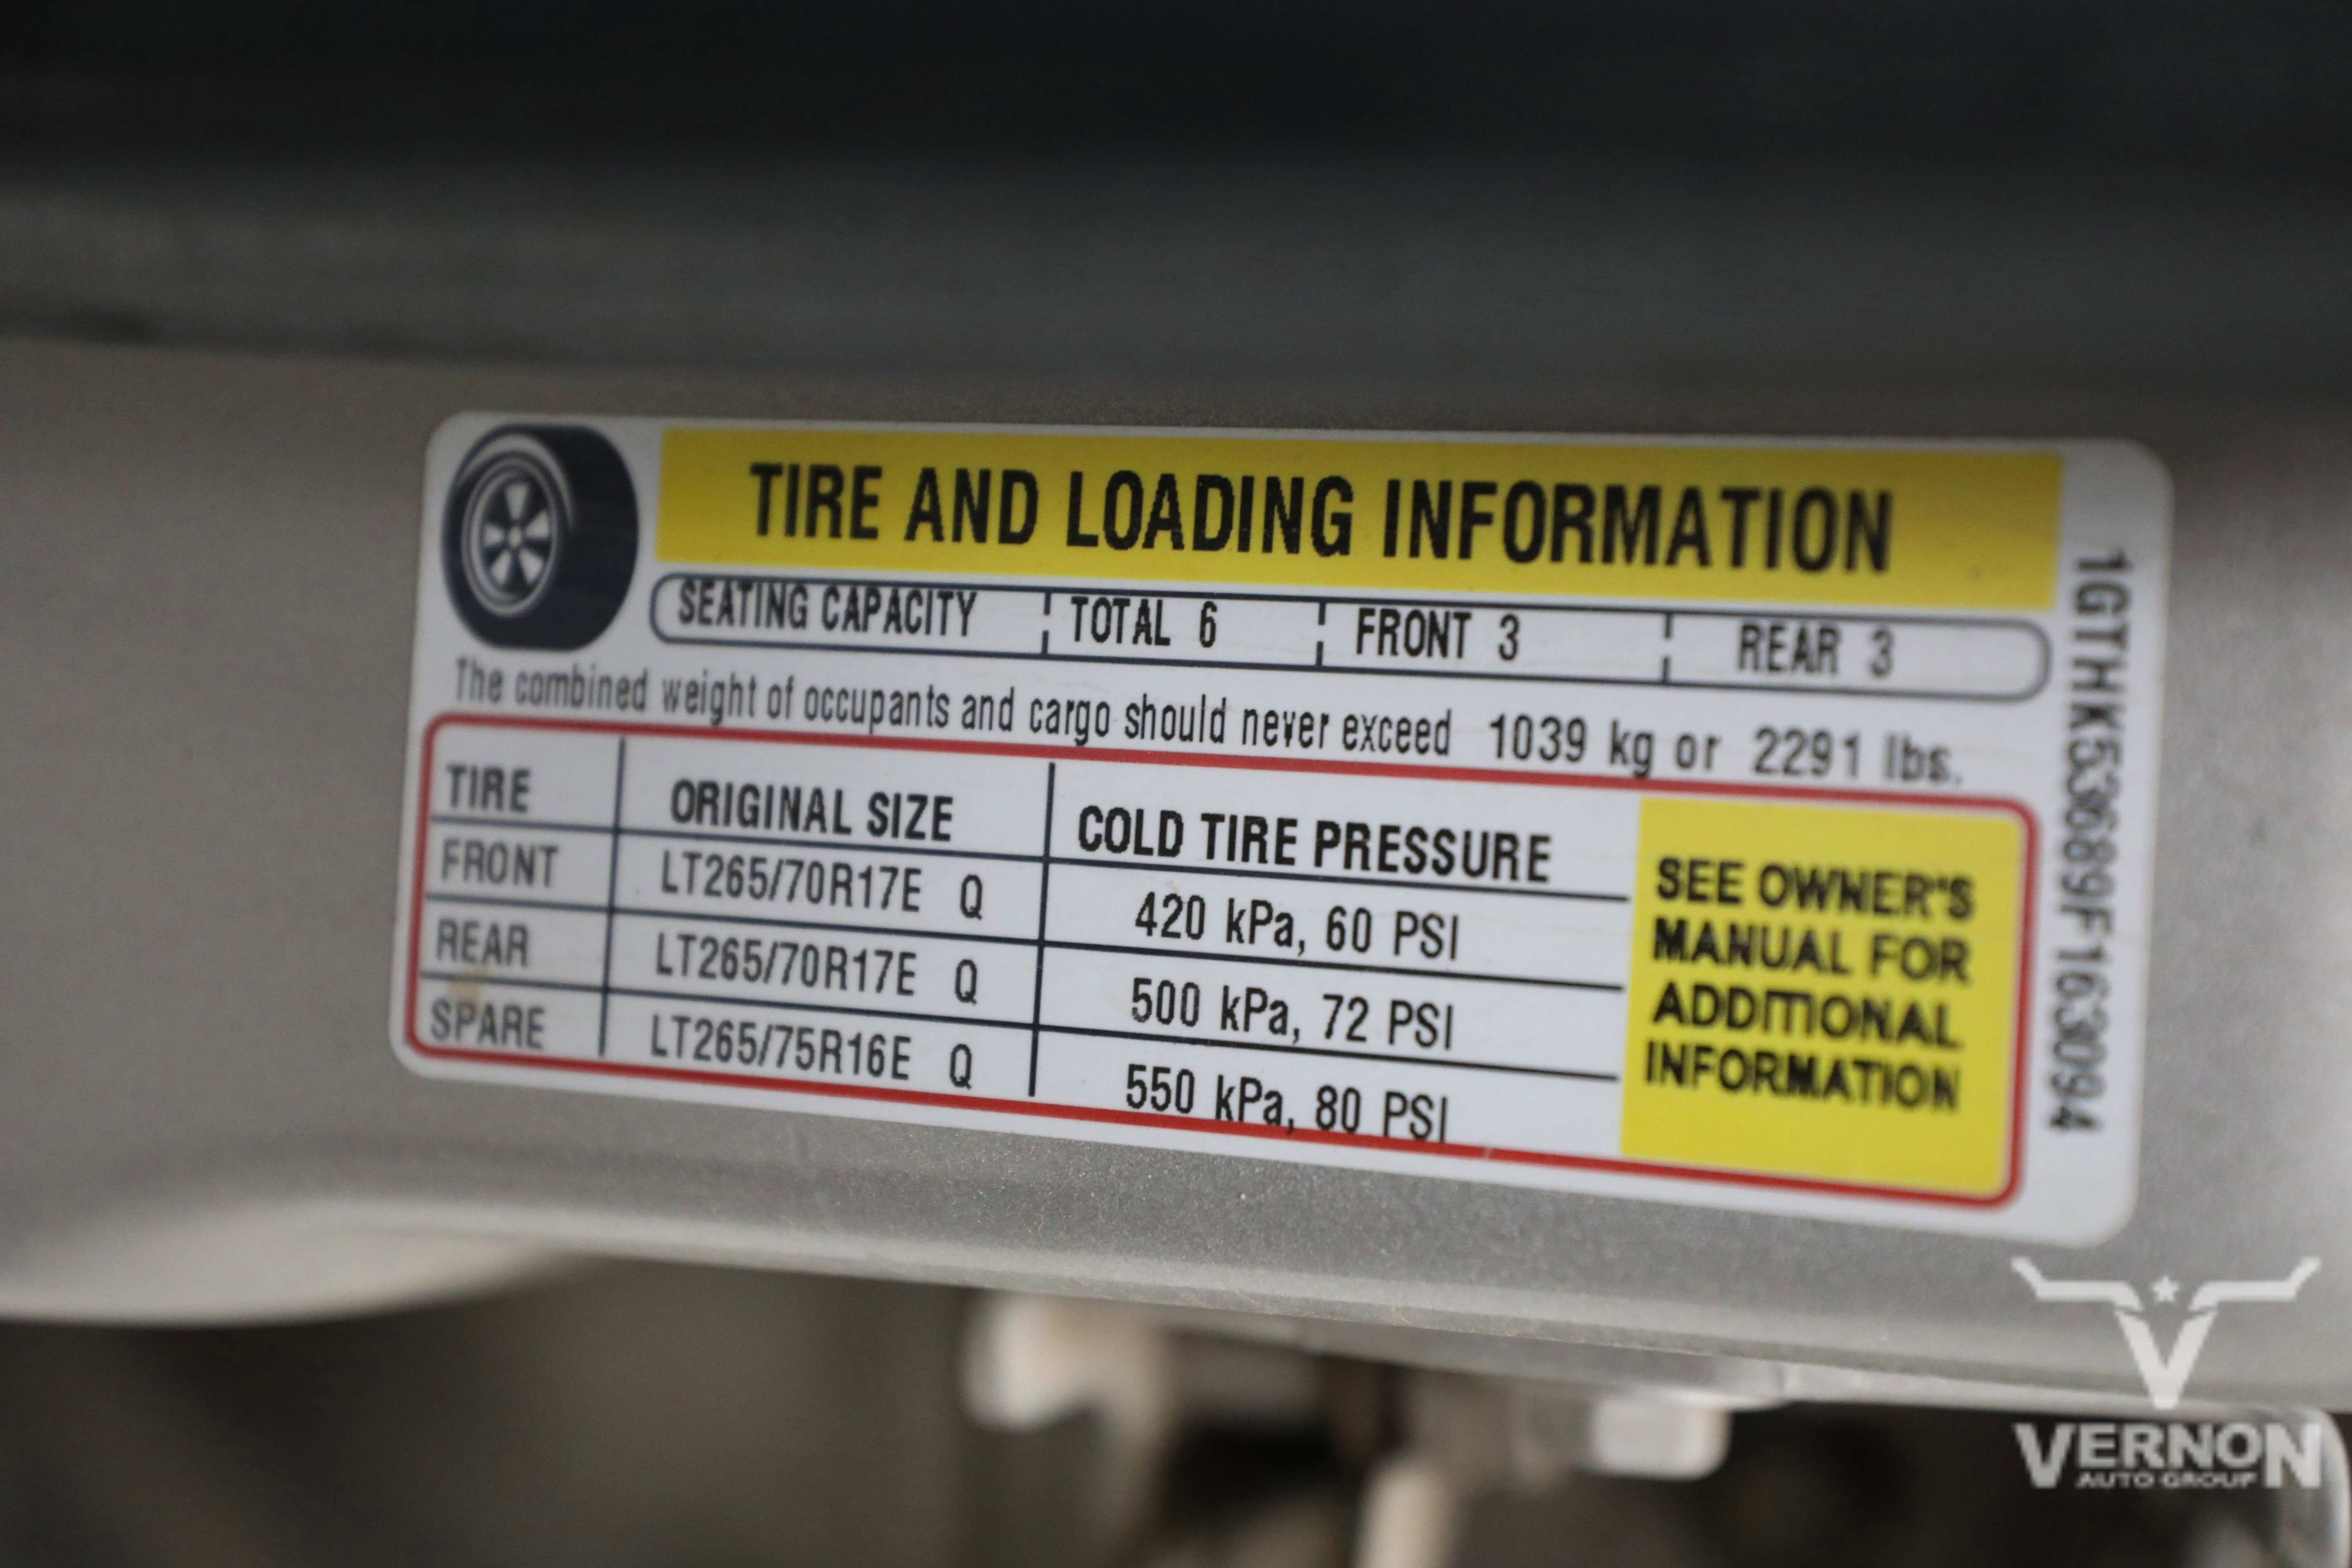 TIRE AND LOADING INFORMATION
SEATING CAPACITY TOTAL 6 FRONT 3 REAR 3
The combined weight of occupants and cargo should never exceed 1039 kg or 2291 lbs.
TIRE ORIGINAL SIZE COLD TIRE PRESSURE
FRONT LT265/70R17E Q 420 kPa, 60 PSI
REAR LT265/70R17E Q 500 kPa, 72 PSI
SPARE LT265/75R16E Q 550 kPa, 80 PSI
SEE OWNER'S
MANUAL FOR
ADDITIONAL
INFORMATION
1GTHK53689F163094
VERNON
AUTO GROUP